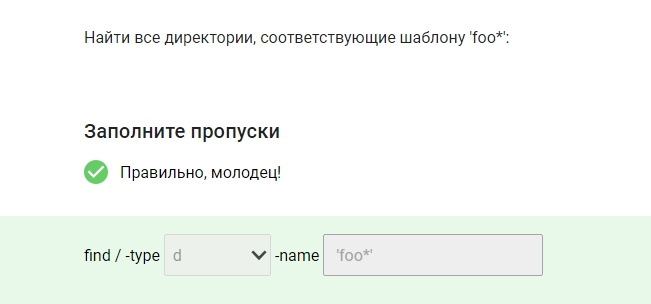 Найти все директории, соответствующие шаблону 'foo*':
Заполните пропуски
Правильно, молодец!
find / -type d -name 'foo*'